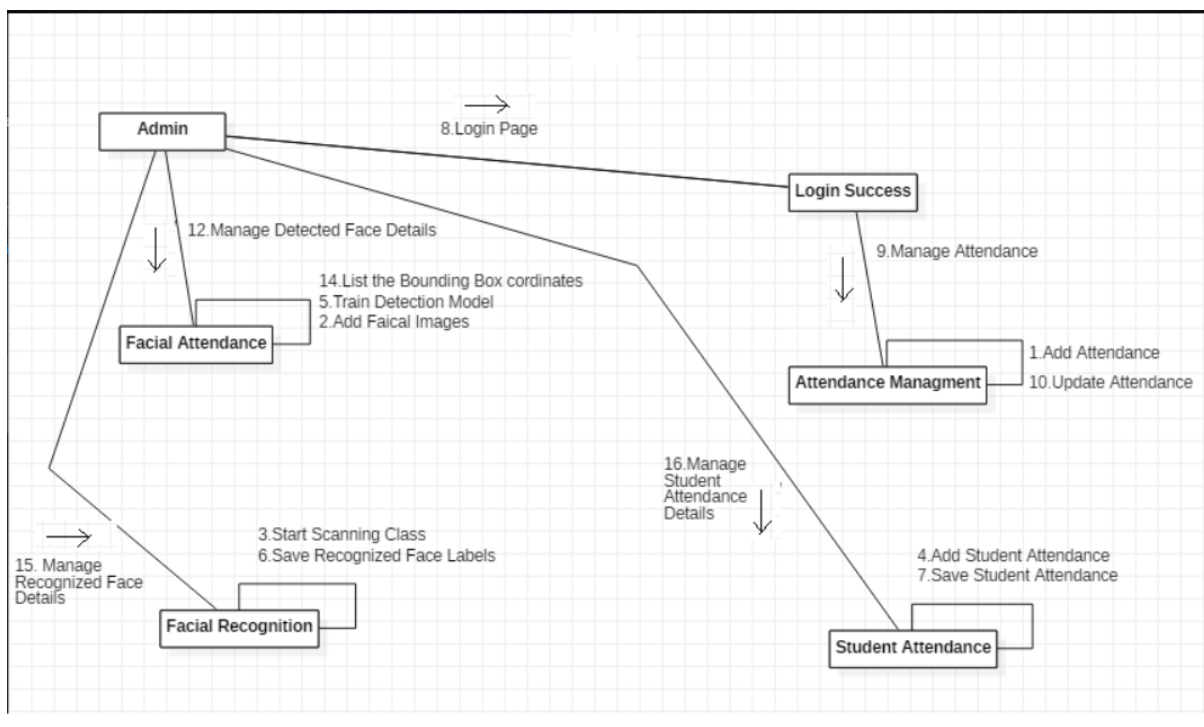 Admin
8.Login Page
Login Success
12.Manage Detected Face Details
9.Manage Attendance
14.List the Bounding Box cordinates
5.Train Detection Model
2.Add Faical Images
Facial Attendance
1.Add Attendance
Attendance Managment
10.Update Attendance
16.Manage
Student
Attendance
Details
3.Start Scanning Class
6.Save Recognized Face Labels
15. Manage
Recognized Face
Details
4.Add Student Attendance
7.Save Student Attendance
Facial Recognition
Student Attendance